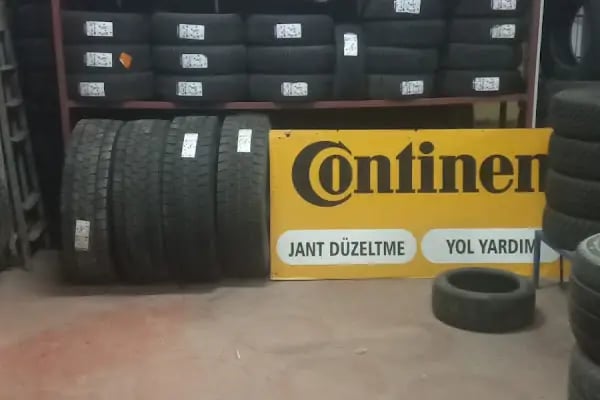 Continen
JANT DÜZELTME
YOL YARDIM